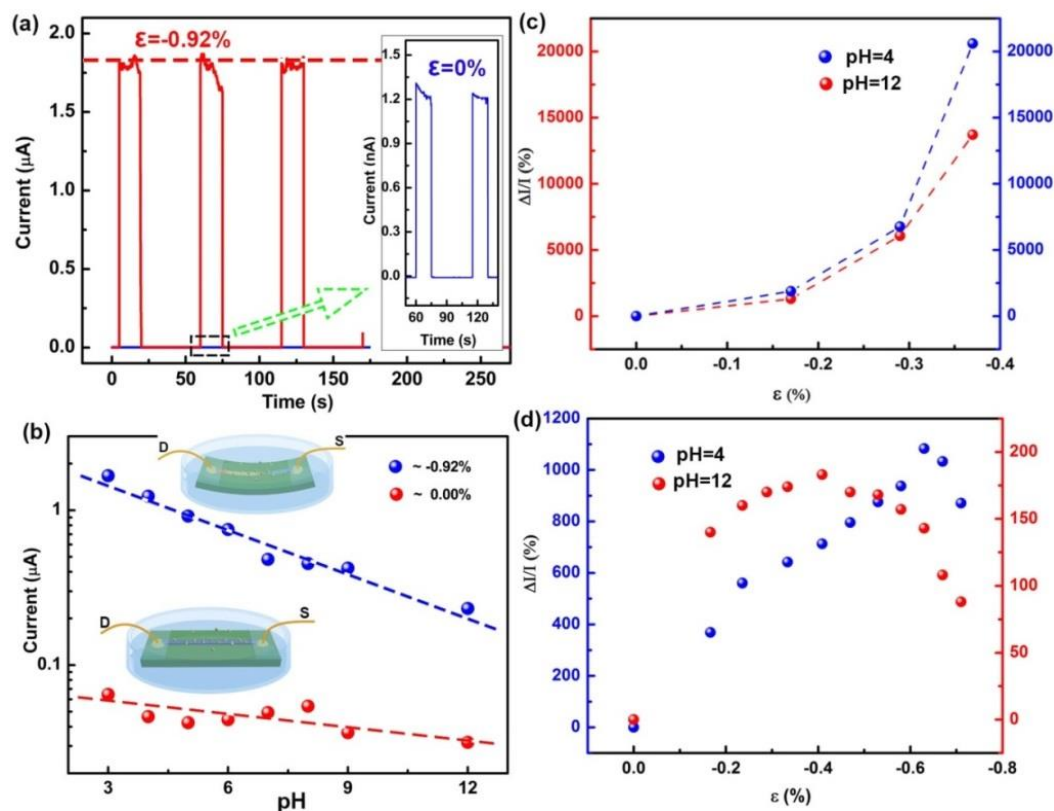 (a)
2.0
1.5
1.0
0.5
0.0
Current (μA)
ε=-0.92%
0
50
100
150
200
250
Time (s)
1.5
1.2
0.9
0.6
0.3
0.0
Current (nA)
ε=0%
60 90 120
Time (s)
(b)
1
0.1
Current (μA)
D
S
~ -0.92%
~ 0.00%
D
S
3
6
9
12
pH
(c)
20000
15000
10000
5000
0
ΔI/I (%)
pH=4
pH=12
20000
15000
10000
5000
0
0.0
-0.1
-0.2
-0.3
-0.4
ε (%)
(d)
1200
1000
800
600
400
200
0
ΔI/I (%)
pH=4
pH=12
200
150
100
50
0
0.0
-0.2
-0.4
-0.6
-0.8
ε (%)